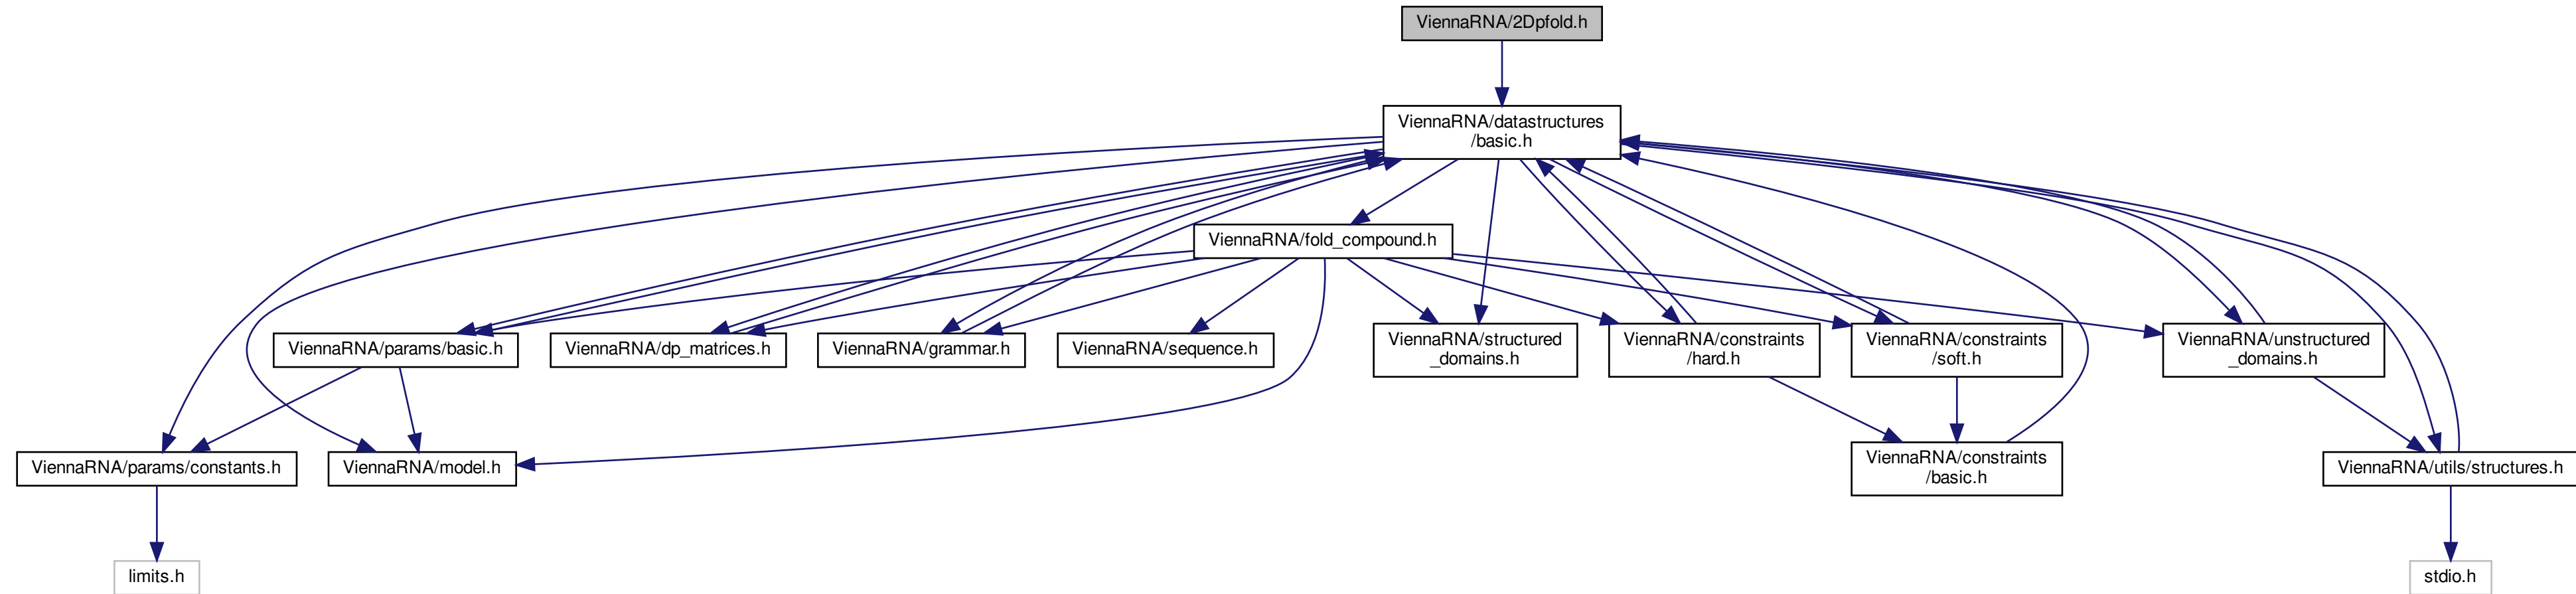 ViennaRNA/2Dpfold.h
ViennaRNA/datastructures
/basic.h
ViennaRNA/fold_compound.h
ViennaRNA/params/basic.h
ViennaRNA/dp_matrices.h
ViennaRNA/grammar.h
ViennaRNA/sequence.h
ViennaRNA/structured
_domains.h
ViennaRNA/constraints
/hard.h
ViennaRNA/constraints
/soft.h
ViennaRNA/unstructured
_domains.h
ViennaRNA/params/constants.h
ViennaRNA/model.h
ViennaRNA/constraints
/basic.h
ViennaRNA/utils/structures.h
limits.h
stdio.h